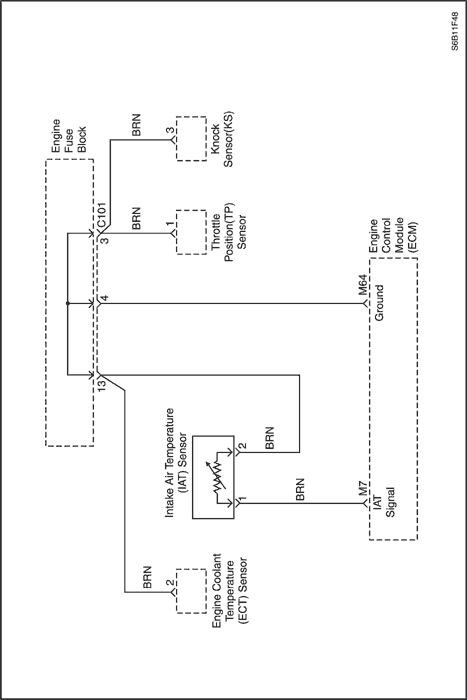 Engine
Fuse
Block
13
4
3
C101
BRN
2
Engine Coolant
Temperature
(ECT) Sensor
Intake Air Temperature
(IAT) Sensor
1
2
BRN
BRN
BRN
1
Throttle
Position(TP)
Sensor
BRN
3
Knock
Sensor(KS)
M7
IAT
Signal
M64
Ground
Engine
Control
Module
(ECM)
S6B11F48